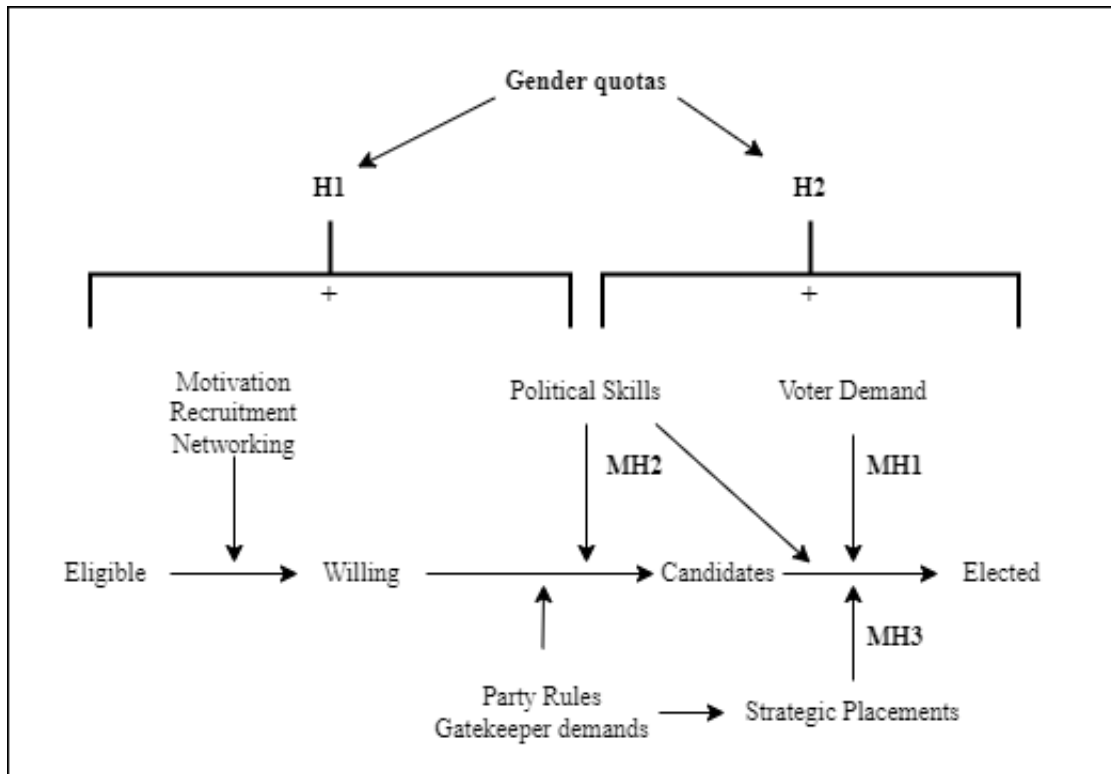 Gender quotas
H1
H2
+
+
Motivation
Recruitment
Networking
Political Skills
Voter Demand
MH2
MH1
Eligible
Willing
Candidates
Elected
MH3
Party Rules
Gatekeeper demands
Strategic Placements